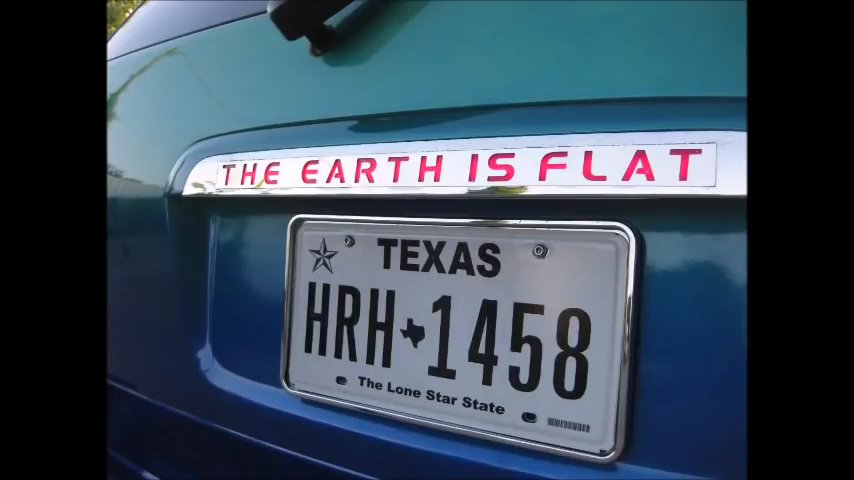 THE EARTH IS FLAT
TEXAS
HRH 1458
The Lone Star State